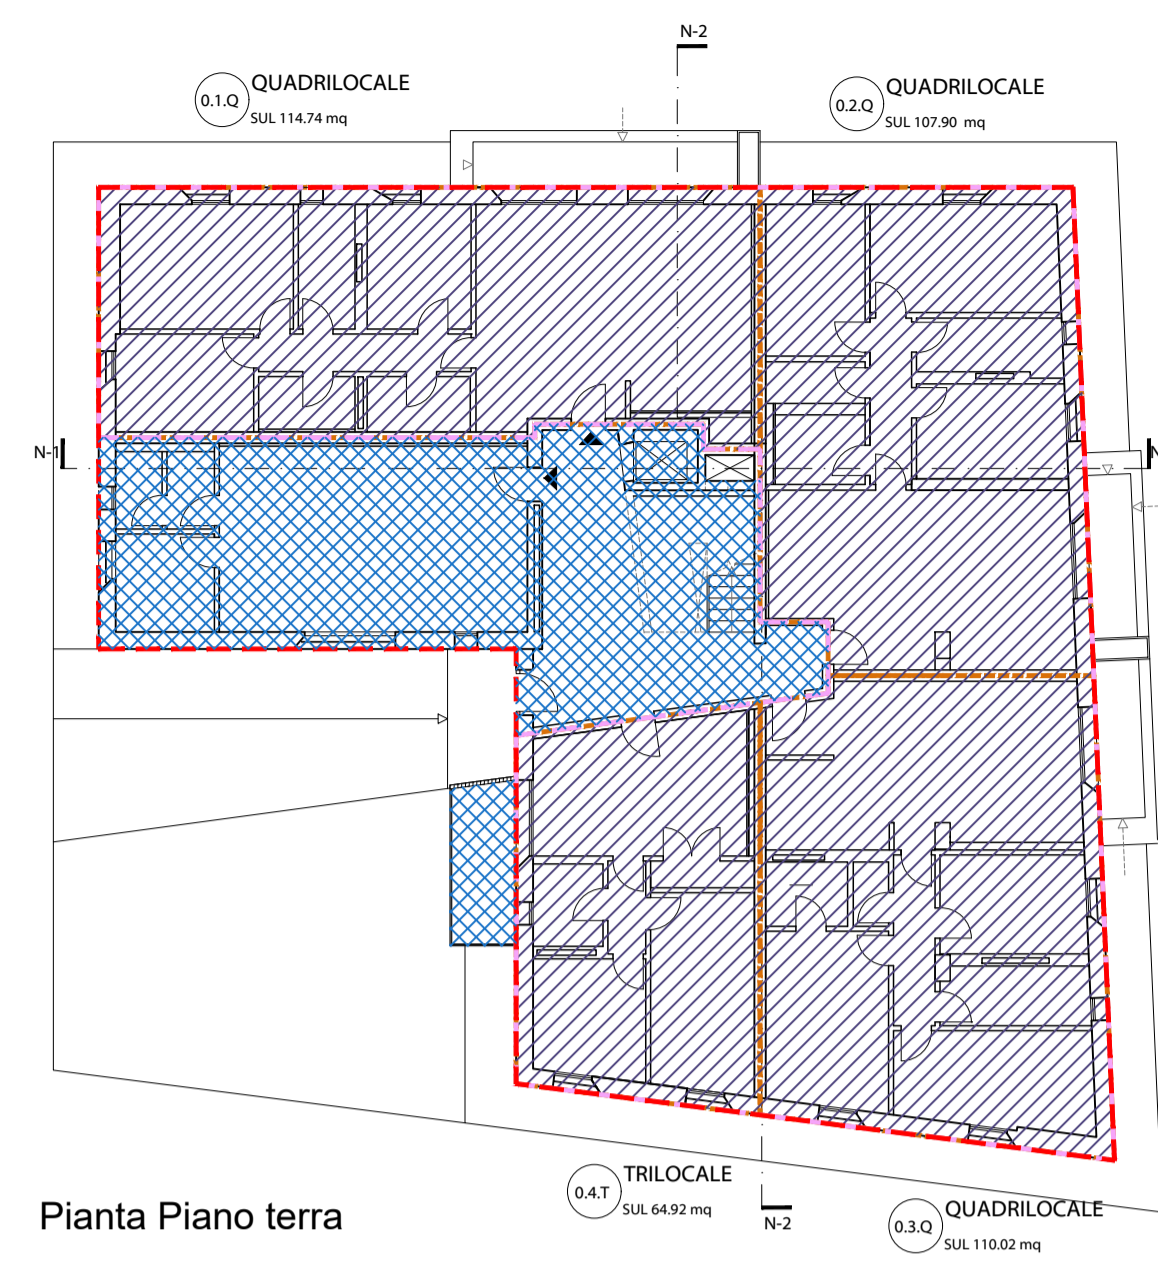 N-2
0.1.Q
QUADRILOCALE
SUL 114.74 mq
0.2.Q
QUADRILOCALE
SUL 107.90 mq
N-1
N
0.4.T
TRILOCALE
SUL 64.92 mq
N-2
0.3.Q
QUADRILOCALE
SUL 110.02 mq
Pianta Piano terra